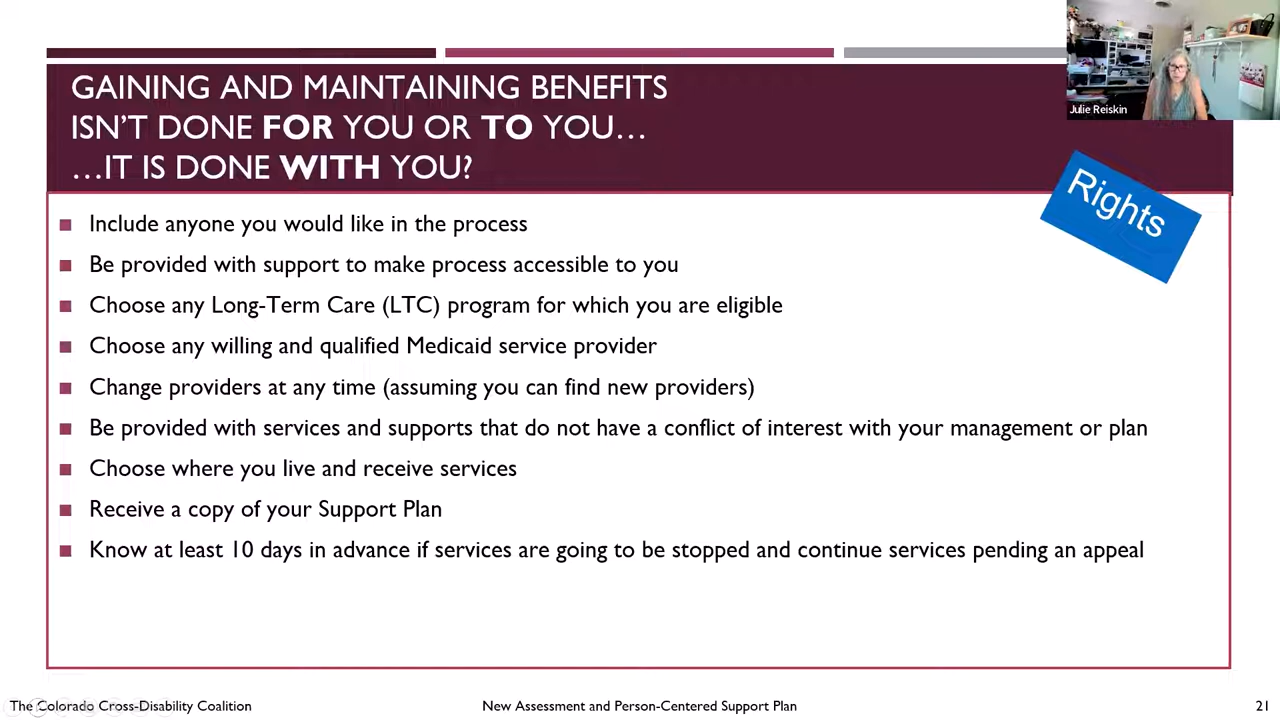 GAINING AND MAINTAINING BENEFITS
ISN'T DONE FOR YOU OR TO YOU…
…IT IS DONE WITH YOU?
Julie Reiskin
Rights
■ Include anyone you would like in the process
■ Be provided with support to make process accessible to you
■ Choose any Long-Term Care (LTC) program for which you are eligible
■ Choose any willing and qualified Medicaid service provider
■ Change providers at any time (assuming you can find new providers)
■ Be provided with services and supports that do not have a conflict of interest with your management or plan
■ Choose where you live and receive services
■ Receive a copy of your Support Plan
■ Know at least 10 days in advance if services are going to be stopped and continue services pending an appeal
The Colorado Cross-Disability Coalition
New Assessment and Person-Centered Support Plan
21